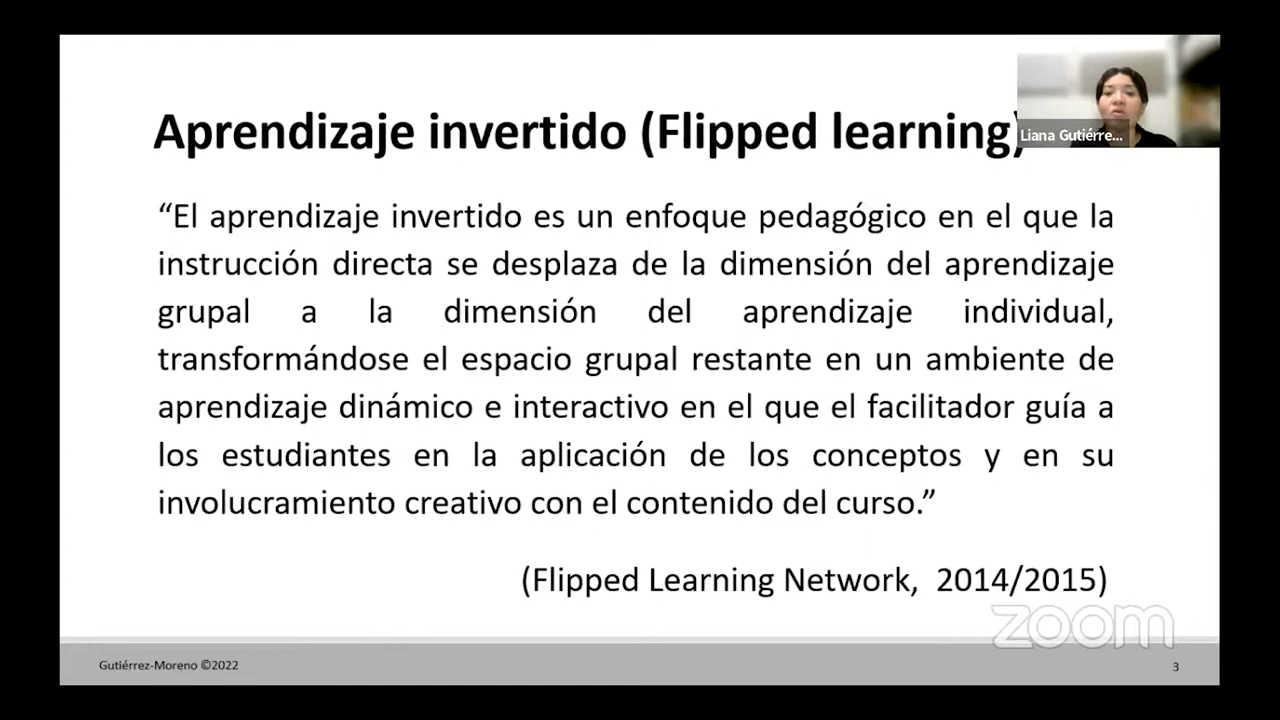 Aprendizaje invertido (Flipped learning)
Liana Gutiérre...
“El aprendizaje invertido es un enfoque pedagógico en el que la
instrucción directa se desplaza de la dimensión del aprendizaje
grupal a la dimensión del aprendizaje individual,
transformándose el espacio grupal restante en un ambiente de
aprendizaje dinámico e interactivo en el que el facilitador guía a
los estudiantes en la aplicación de los conceptos y en su
involucramiento creativo con el contenido del curso.”
(Flipped Learning Network, 2014/2015)
zoom
Gutiérrez-Moreno ©2022
3